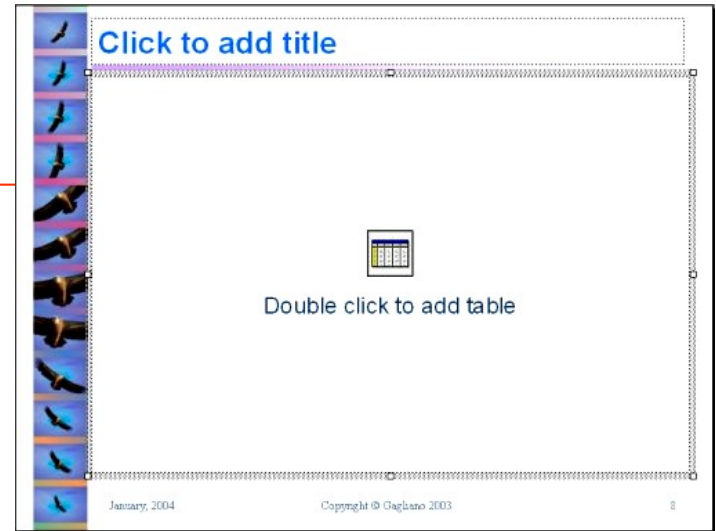 Click to add title
Double click to add table
January, 2004
Copyright © Gagliano 2003
8